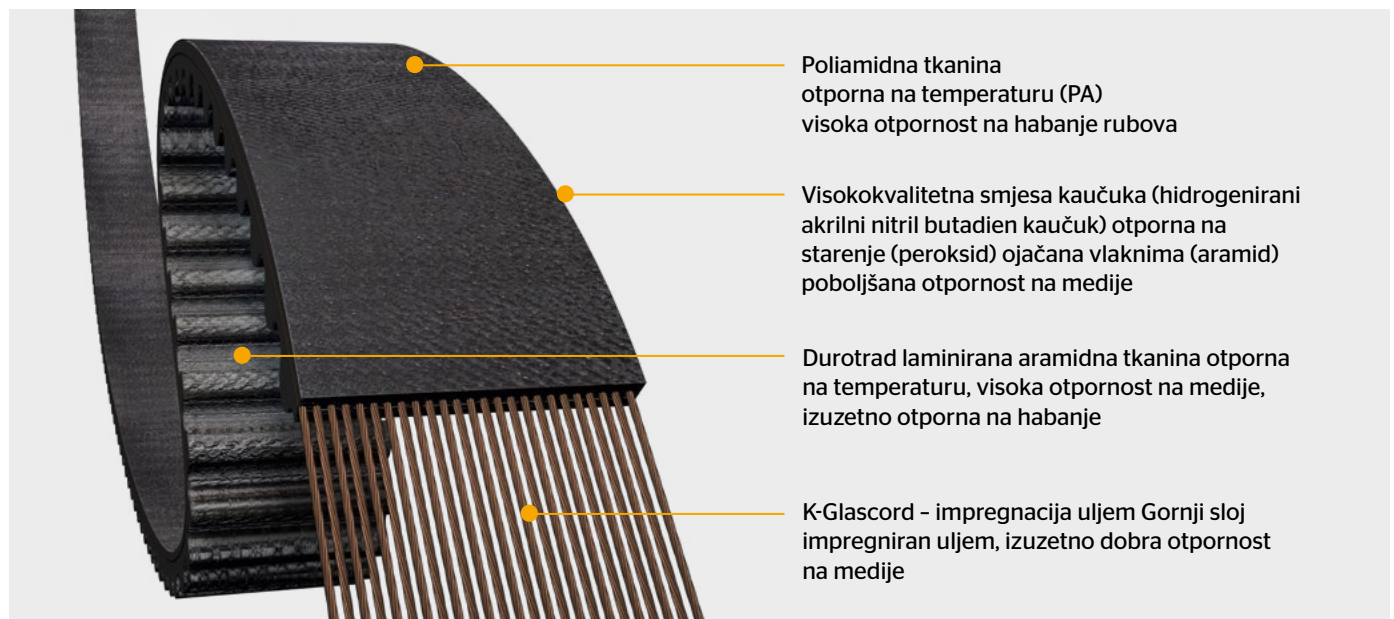 Poliamidna tkanina
otporna na temperaturu (PA)
visoka otpornost na habanje rubova
Visokokvalitetna smjesa kaučuka (hidrogenirani
akrilni nitril butadien kaučuk) otporna na
starenje (peroksid) ojačana vlaknima (aramid)
poboljšana otpornost na medije
Durotrad laminirana aramidna tkanina otporna
na temperaturu, visoka otpornost na medije,
izuzetno otporna na habanje
K-Glascord – impregnacija uljem Gornji sloj
impregniran uljem, izuzetno dobra otpornost
na medije